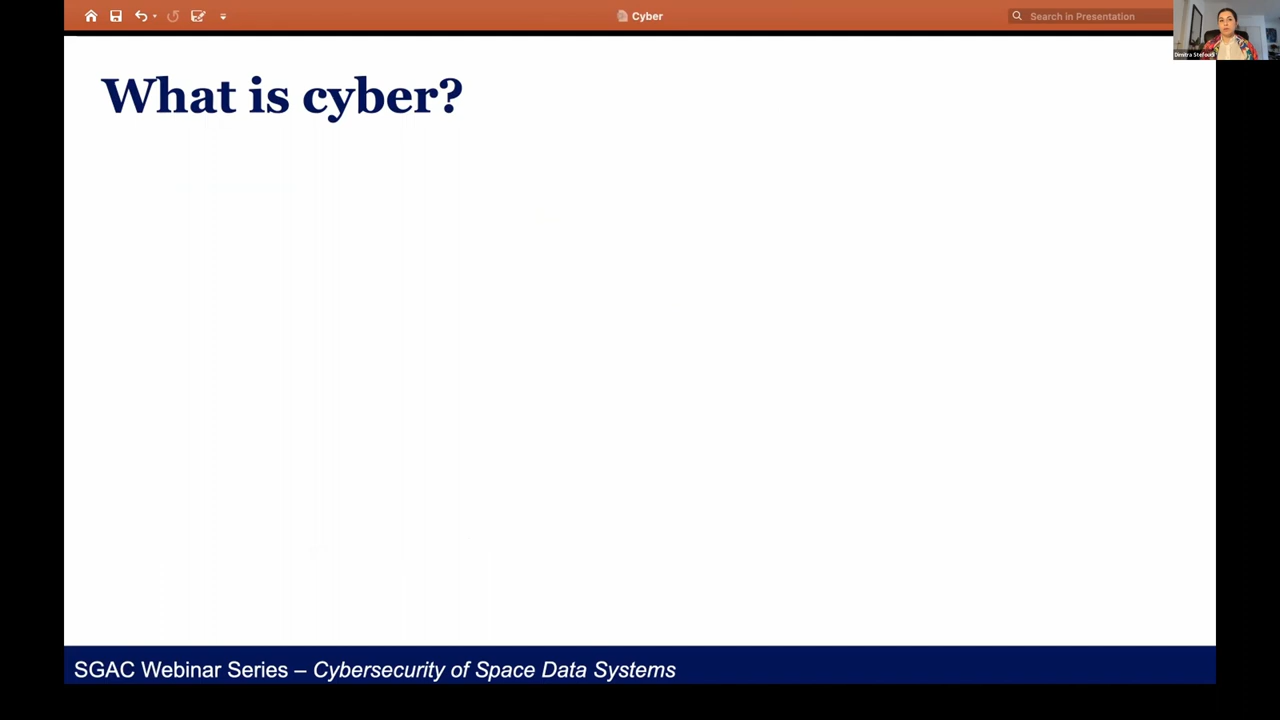 Cyber
Search in Presentation
What is cyber?
SGAC Webinar Series – Cybersecurity of Space Data Systems